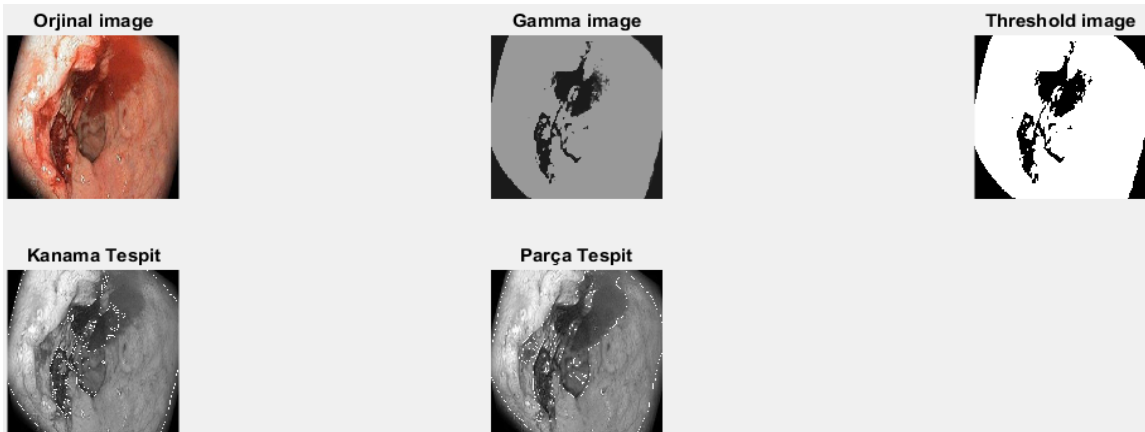 Orjinal image
Gamma image
Threshold image
Kanama Tespit
Parça Tespit